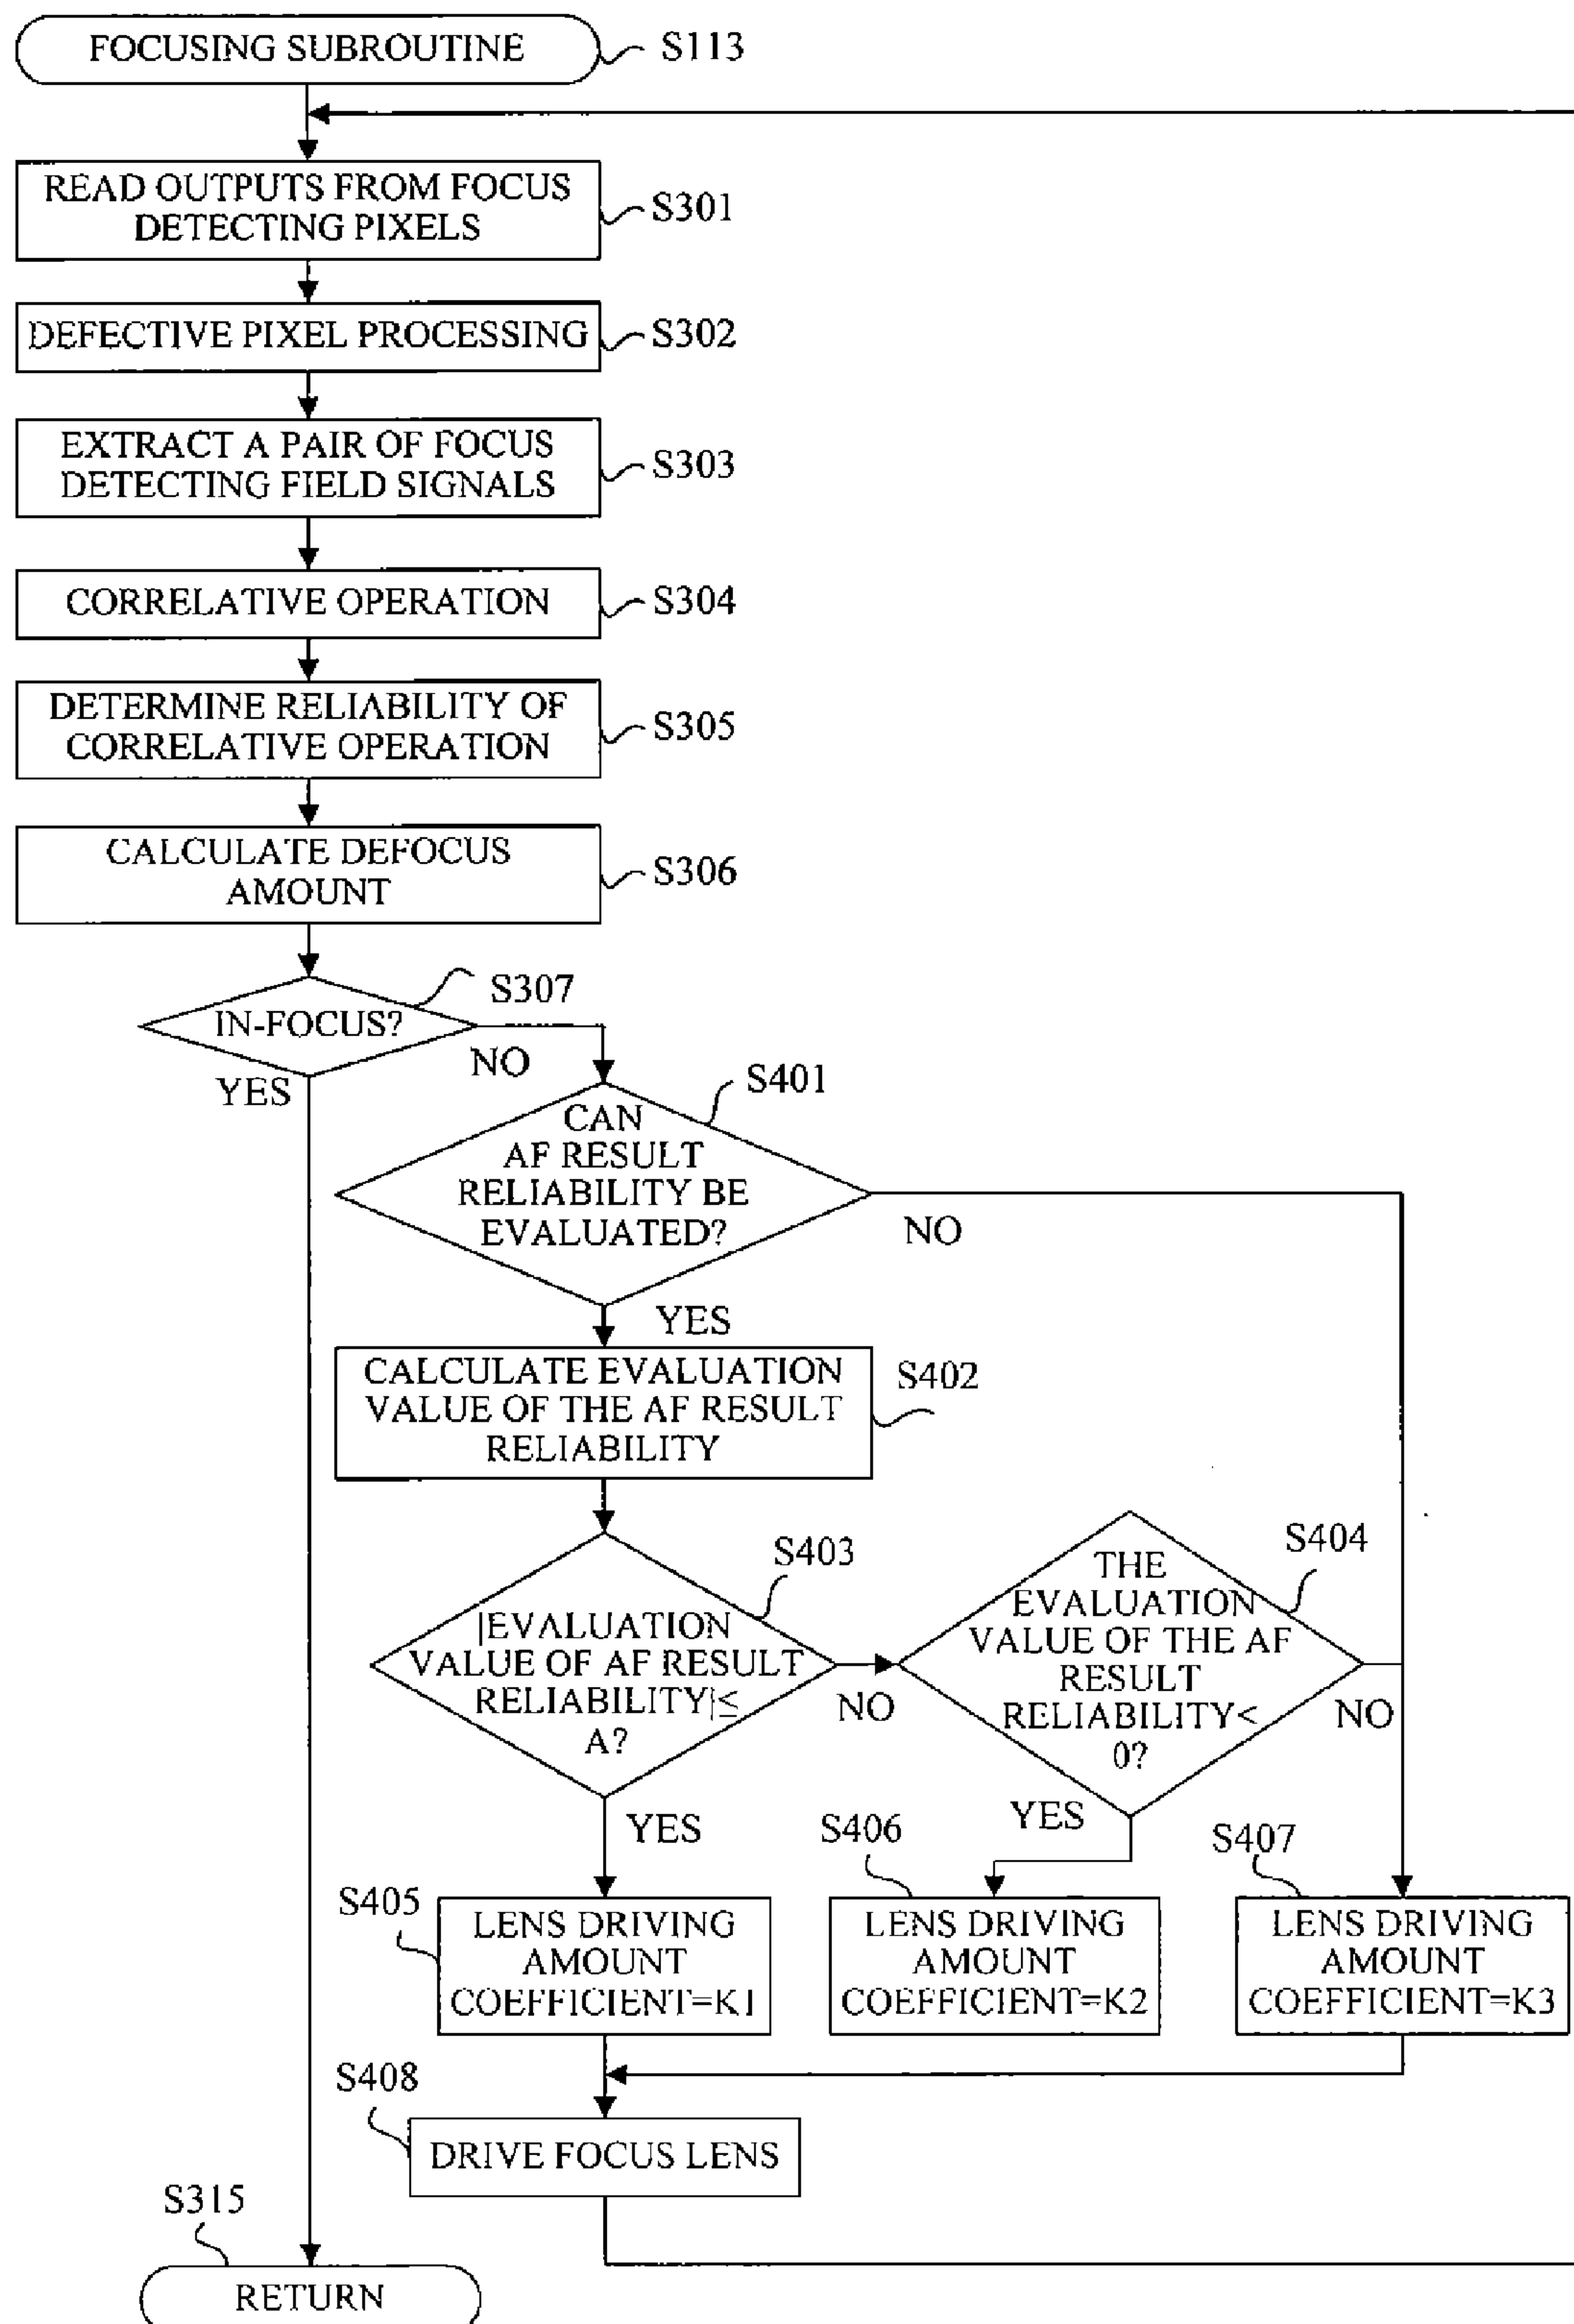 FOCUSING SUBROUTINE
S113
READ OUTPUTS FROM FOCUS
DETECTING PIXELS
S301
DEFECTIVE PIXEL PROCESSING
S302
EXTRACT A PAIR OF FOCUS
DETECTING FIELD SIGNALS
S303
CORRELATIVE OPERATION
S304
DETERMINE RELIABILITY OF
CORRELATIVE OPERATION
S305
CALCULATE DEFOCUS
AMOUNT
S306
IN-FOCUS?
S307
NO
YES
CAN
AF RESULT
RELIABILITY BE
EVALUATED?
S401
NO
YES
CALCULATE EVALUATION
VALUE OF THE AF RESULT
RELIABILITY
S402
|EVALUATION
VALUE OF AF RESULT
RELIABILITY|≤
A?
S403
NO
YES
THE
EVALUATION
VALUE OF THE AF
RESULT
RELIABILITY<
0?
S404
NO
YES
S405
LENS DRIVING
AMOUNT
COEFFICIENT=K1
S406
LENS DRIVING
AMOUNT
COEFFICIENT=K2
S407
LENS DRIVING
AMOUNT
COEFFICIENT=K3
S408
DRIVE FOCUS LENS
S315
RETURN